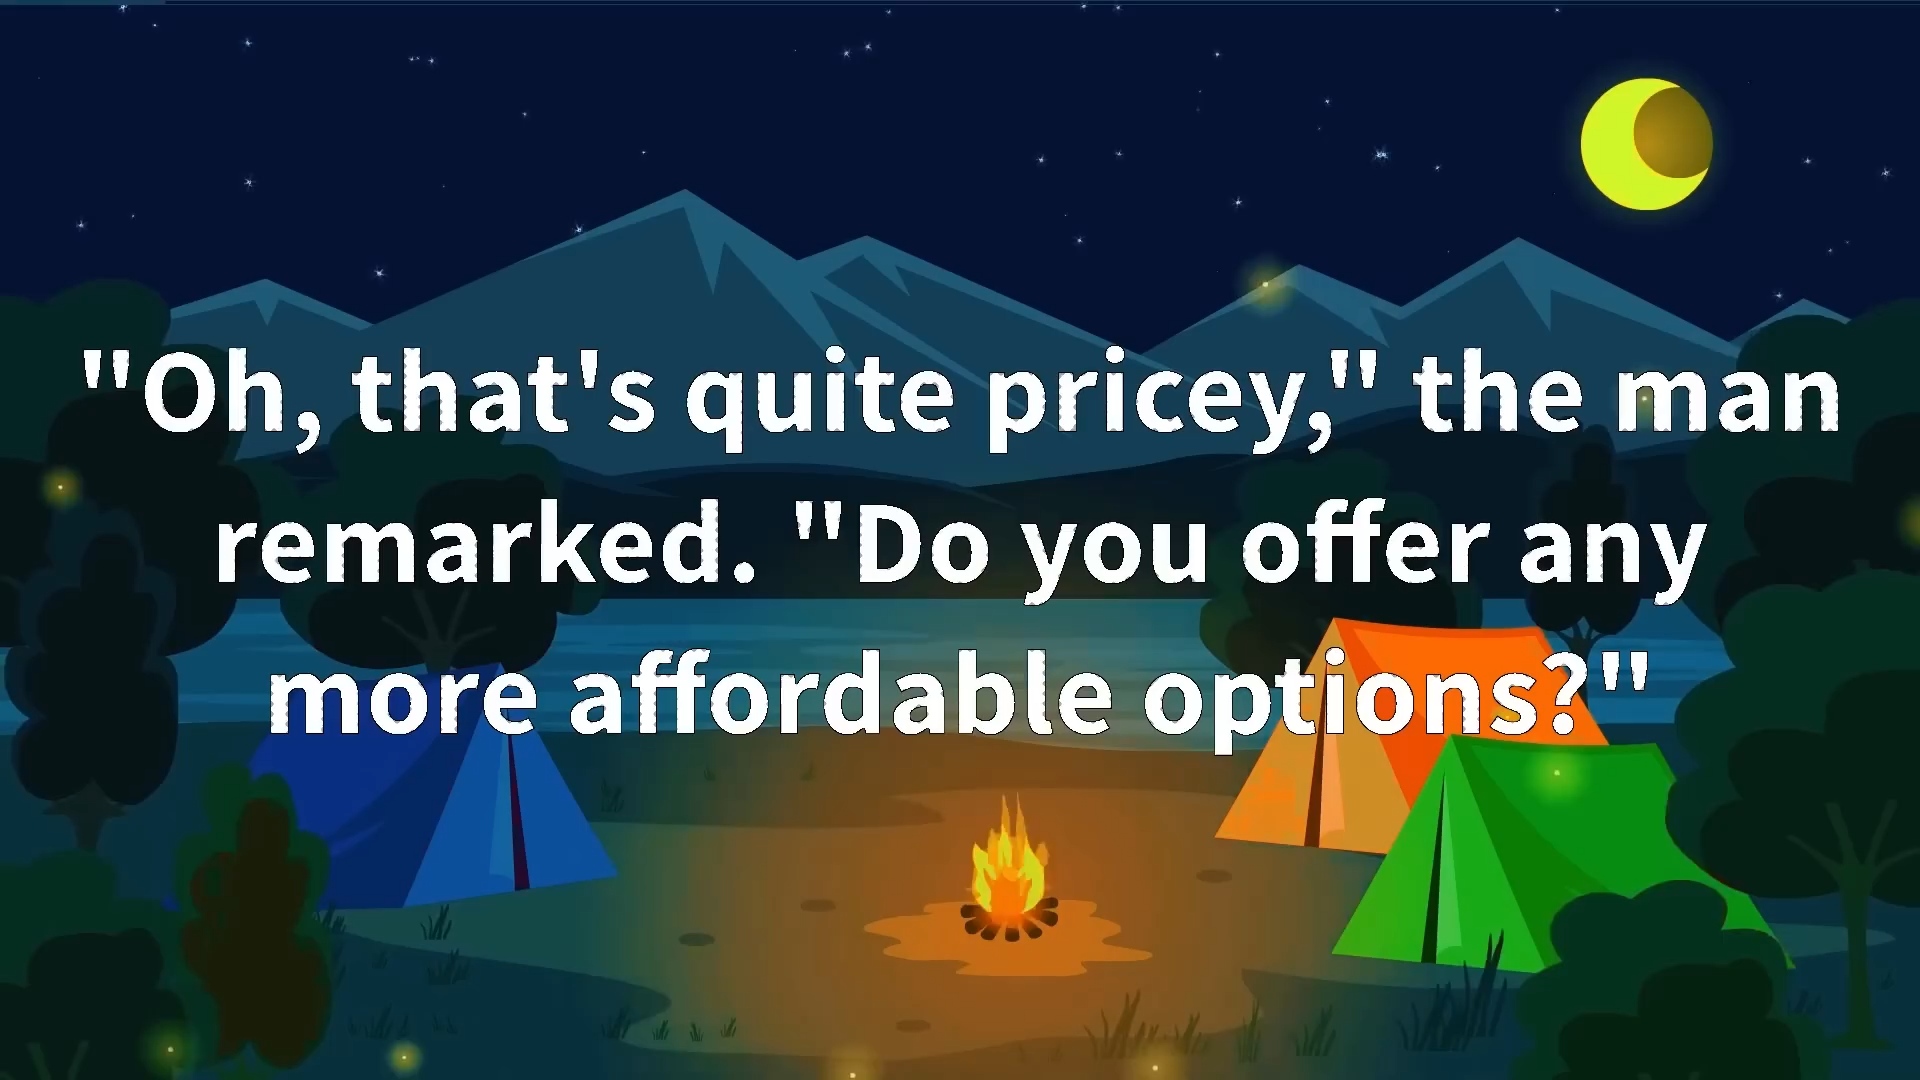 "Oh, that's quite pricey," the man
remarked. "Do you offer any
more affordable options?"